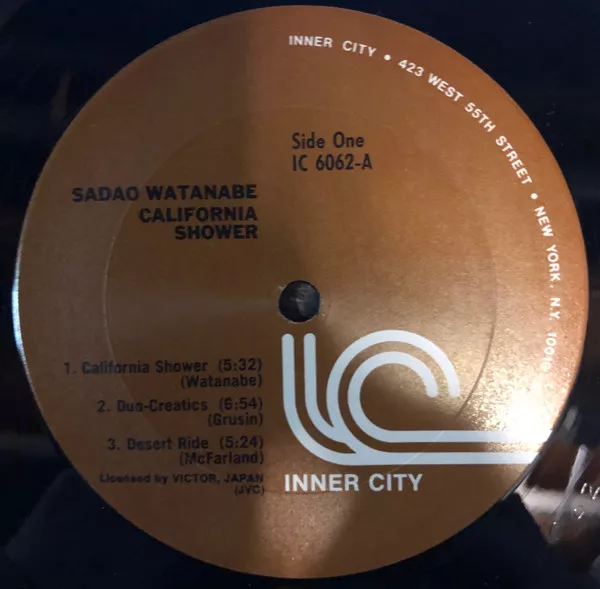 INNER CITY • 423 WEST 55TH STREET • NEW YORK, N.Y.
Side One
IC 6062-A
SADAO WATANABE
CALIFORNIA
SHOWER
1. California Shower (5:32)
(Watanabe)
2. Duo-Creatics (6:54)
(Grusin)
3. Desert Ride (5:24)
(McFarland)
Licensed by VICTOR, JAPAN
(JVC)
IC
INNER CITY